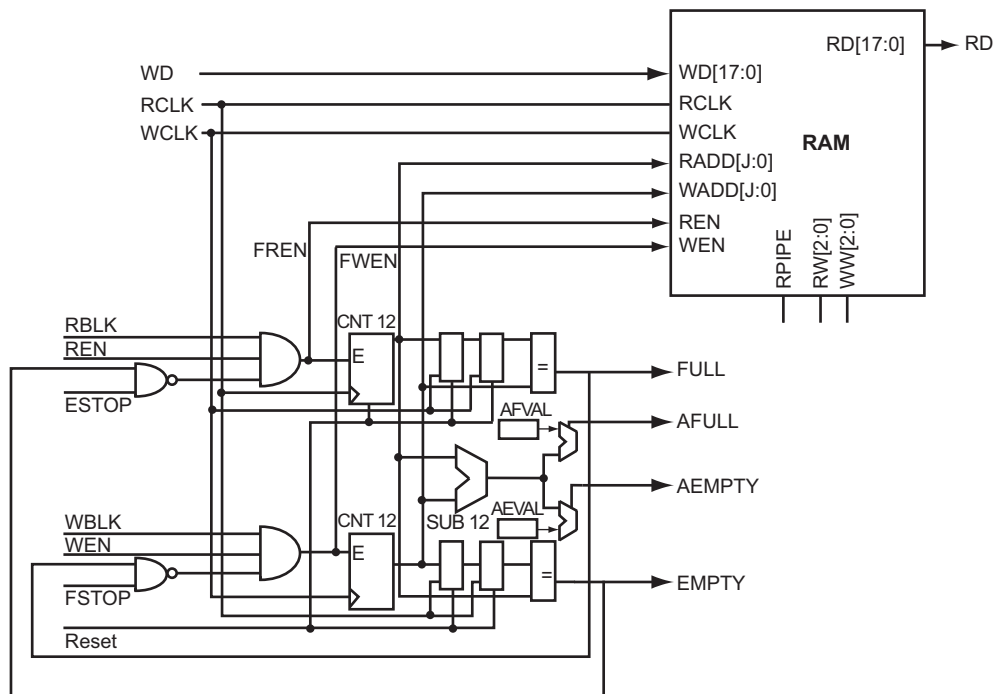 RD[17:0]
RD
WD
WD[17:0]
RCLK
RCLK
WCLK
WCLK
RAM
RADD[J:0]
WADD[J:0]
REN
FREN
FWEN
WEN
RPIPE
RW[2:0]
WW[2:0]
RBLK
CNT 12
REN
E
ESTOP
=
FULL
AFVAL
AFULL
AEMPTY
WBLK
CNT 12
SUB 12
AEVAL
WEN
E
FSTOP
=
EMPTY
Reset